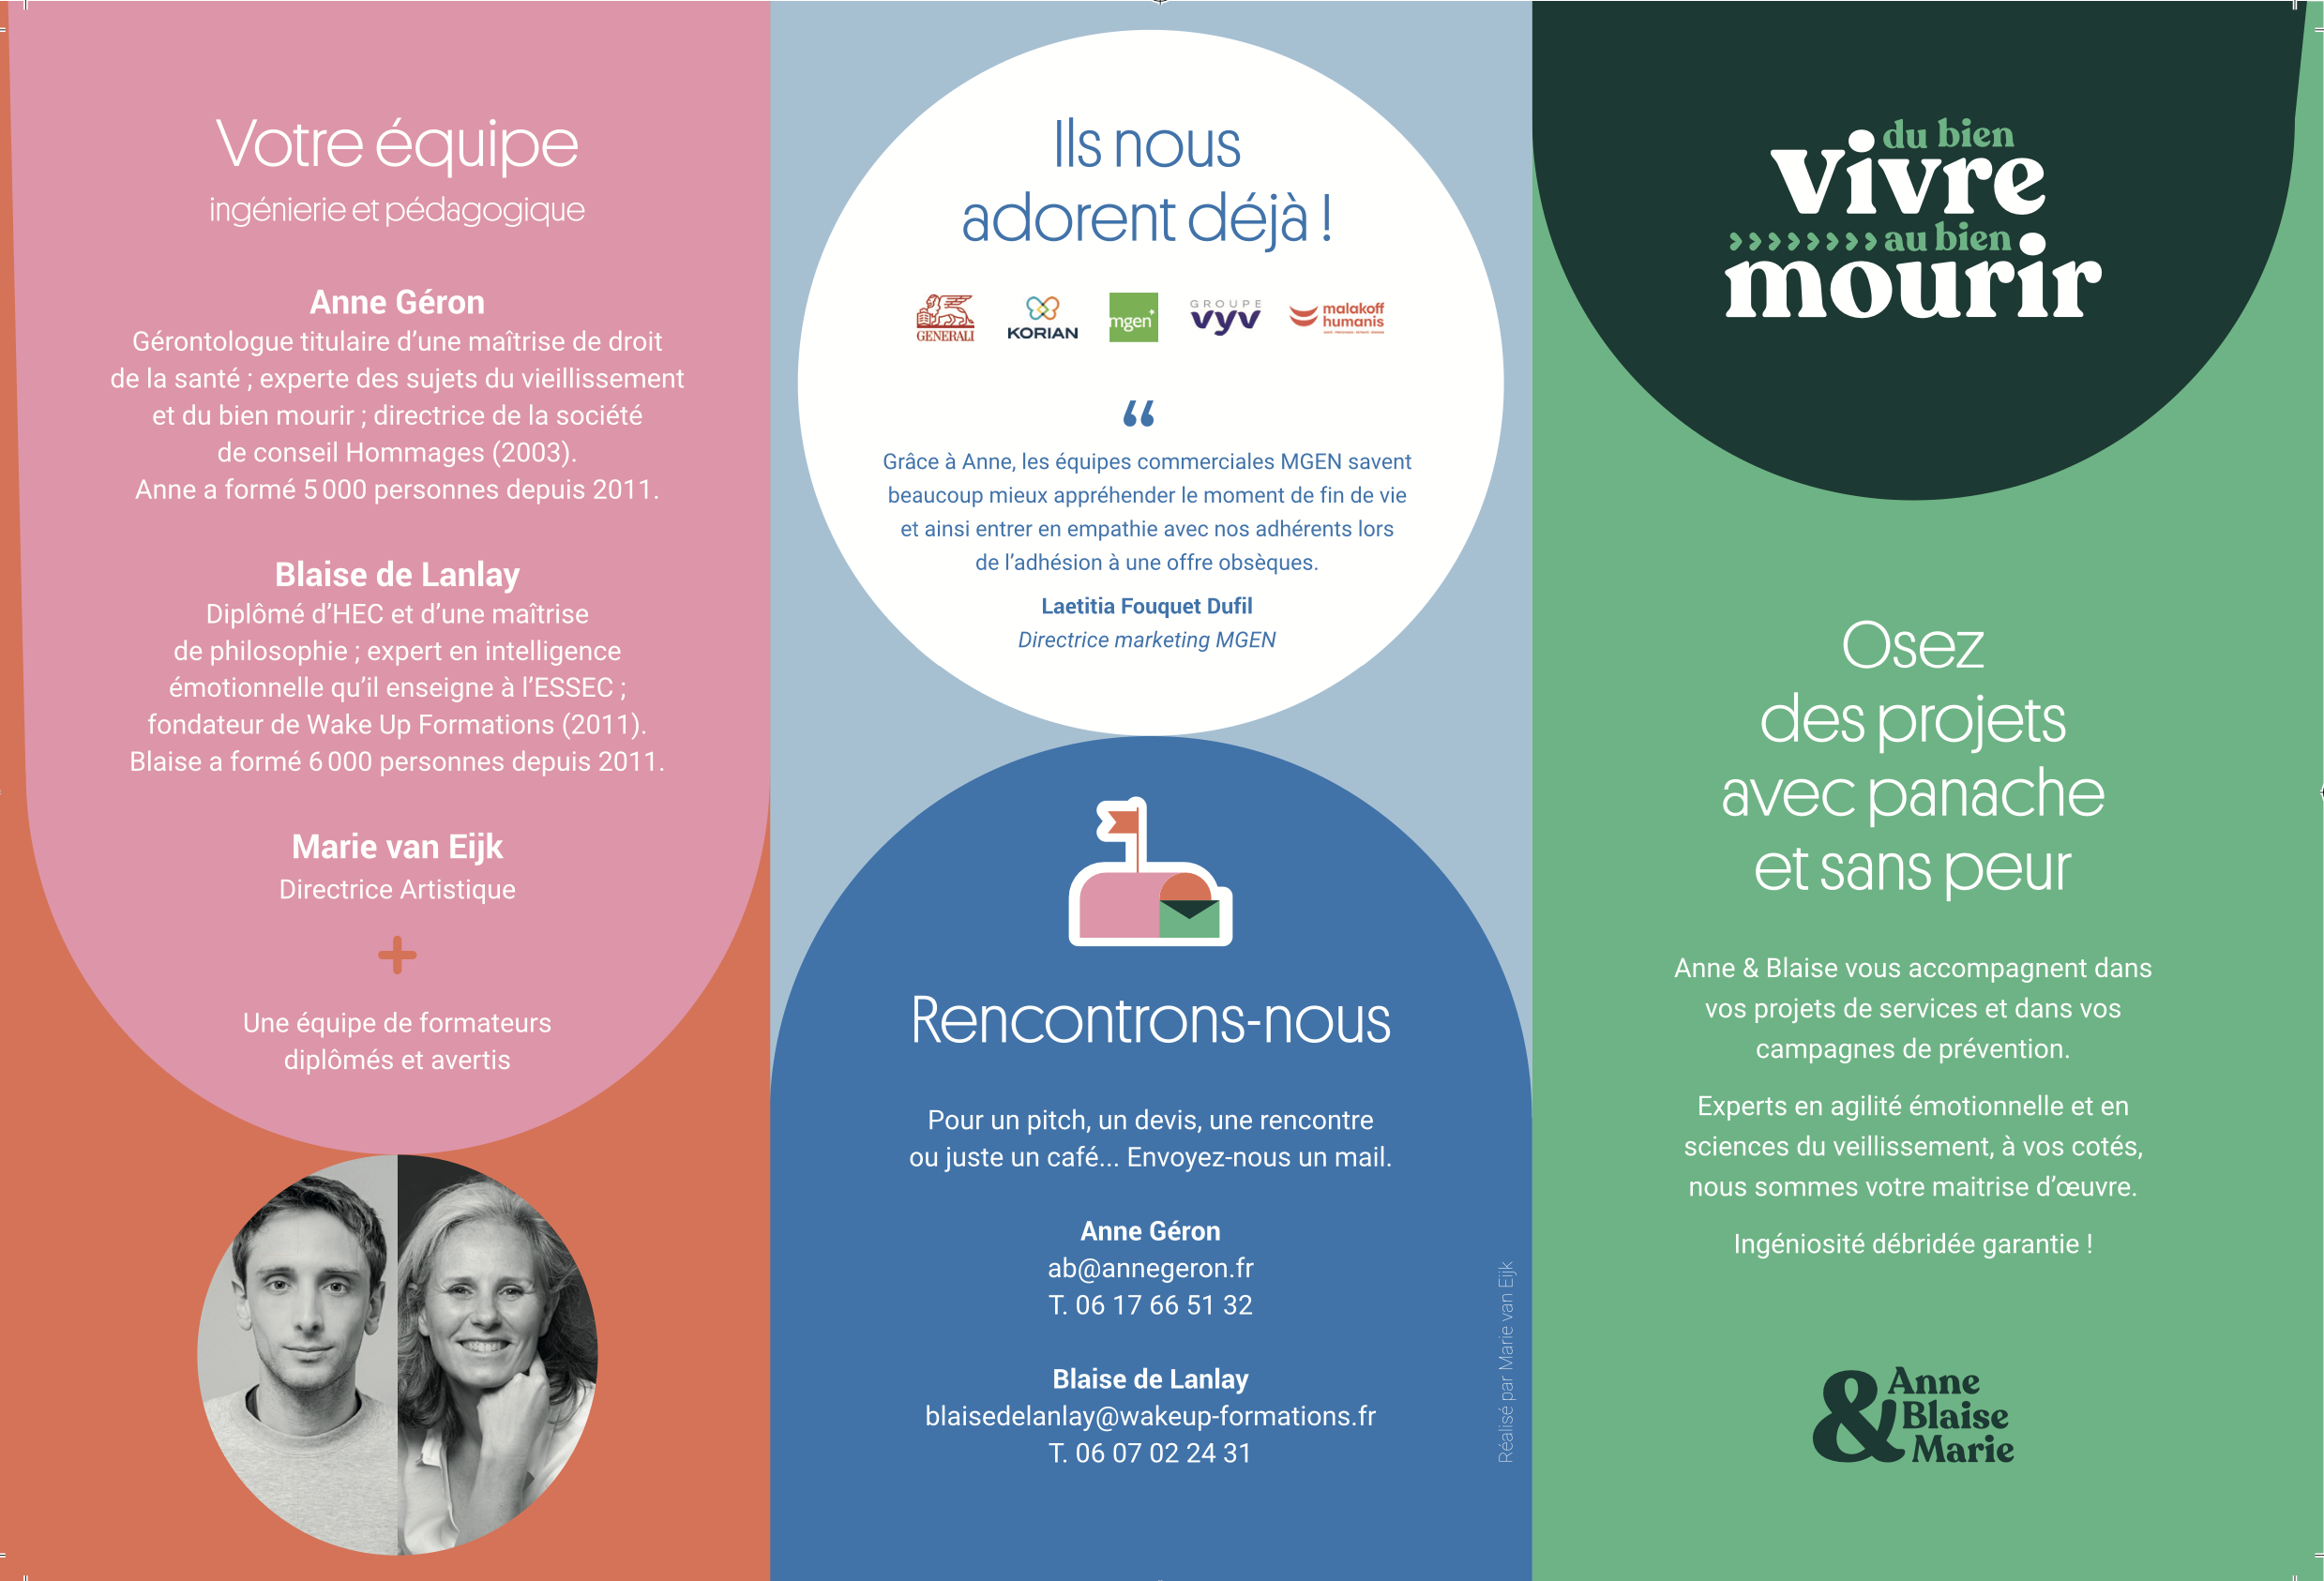 Votre équipe
ingénierie et pédagogique
Anne Géron
Gérontologue titulaire d’une maîtrise de droit
de la santé ; experte des sujets du vieillissement
et du bien mourir ; directrice de la société
de conseil Hommages (2003).
Anne a formé 5 000 personnes depuis 2011.
Blaise de Lanlay
Diplômé d’HEC et d’une maîtrise
de philosophie ; expert en intelligence
émotionnelle qu’il enseigne à l’ESSEC ;
fondateur de Wake Up Formations (2011).
Blaise a formé 6 000 personnes depuis 2011.
Marie van Eijk
Directrice Artistique
+
Une équipe de formateurs
diplômés et avertis
Ils nous
adorent déjà !
GENERALI
KORIAN
mgen*
GROUPE
vyv
malakoff
humanis
“
Grâce à Anne, les équipes commerciales MGEN savent
beaucoup mieux appréhender le moment de fin de vie
et ainsi entrer en empathie avec nos adhérents lors
de l’adhésion à une offre obsèques.
Laetitia Fouquet Dufil
Directrice marketing MGEN
Rencontrons-nous
Pour un pitch, un devis, une rencontre
ou juste un café... Envoyez-nous un mail.
Anne Géron
ab@annegeron.fr
T. 06 17 66 51 32
Blaise de Lanlay
blaisedelanlay@wakeup-formations.fr
T. 06 07 02 24 31
Réalisé par Marie van Eijk
du bien
vivre
›››››››› au bien
mourir
Osez
des projets
avec panache
et sans peur
Anne & Blaise vous accompagnent dans
vos projets de services et dans vos
campagnes de prévention.
Experts en agilité émotionnelle et en
sciences du veillissement, à vos cotés,
nous sommes votre maitrise d’œuvre.
Ingéniosité débridée garantie !
& Anne
Blaise
Marie